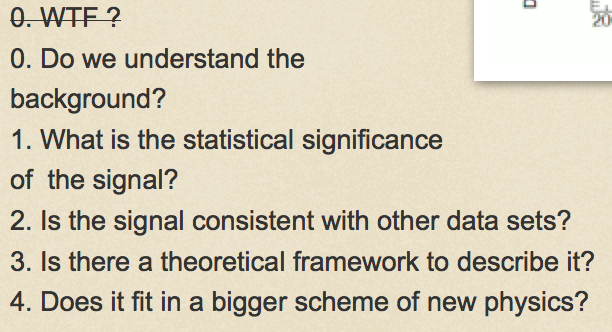 0. WTF ?
0. Do we understand the
background?
1. What is the statistical significance
of the signal?
2. Is the signal consistent with other data sets?
3. Is there a theoretical framework to describe it?
4. Does it fit in a bigger scheme of new physics?